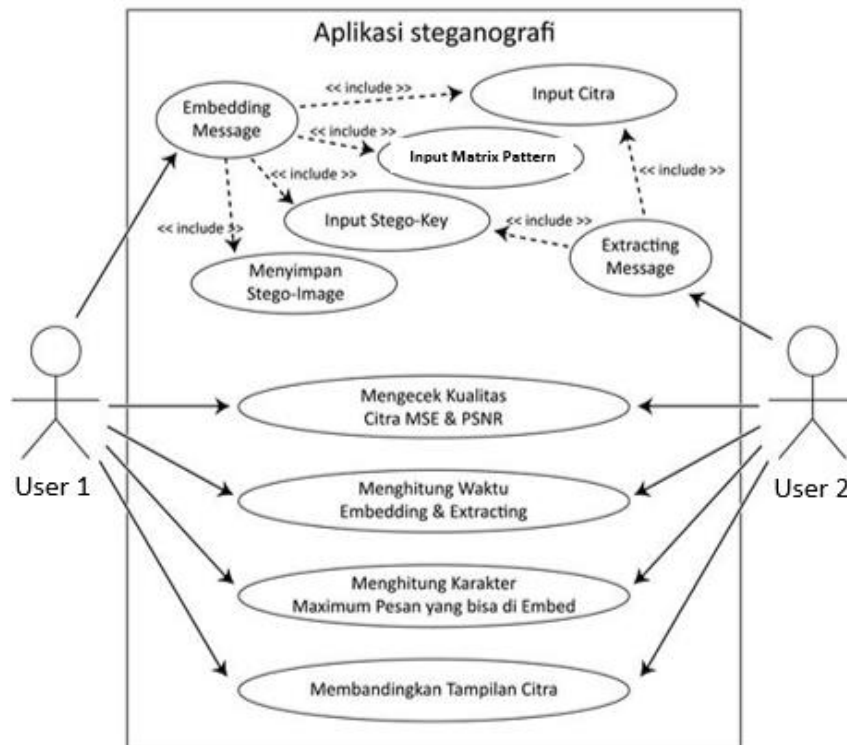 Aplikasi steganografi
<< include >>
Embedding
Message
Input Citra
<< include >>
Input Matrix Pattern
<< include >>
<< include >>
Input Stego-Key
<< include >>
<< include >>
Extracting
Message
Menyimpan
Stego-Image
Mengecek Kualitas
Citra MSE & PSNR
User 1
User 2
Menghitung Waktu
Embedding & Extracting
Menghitung Karakter
Maximum Pesan yang bisa di Embed
Membandingkan Tampilan Citra